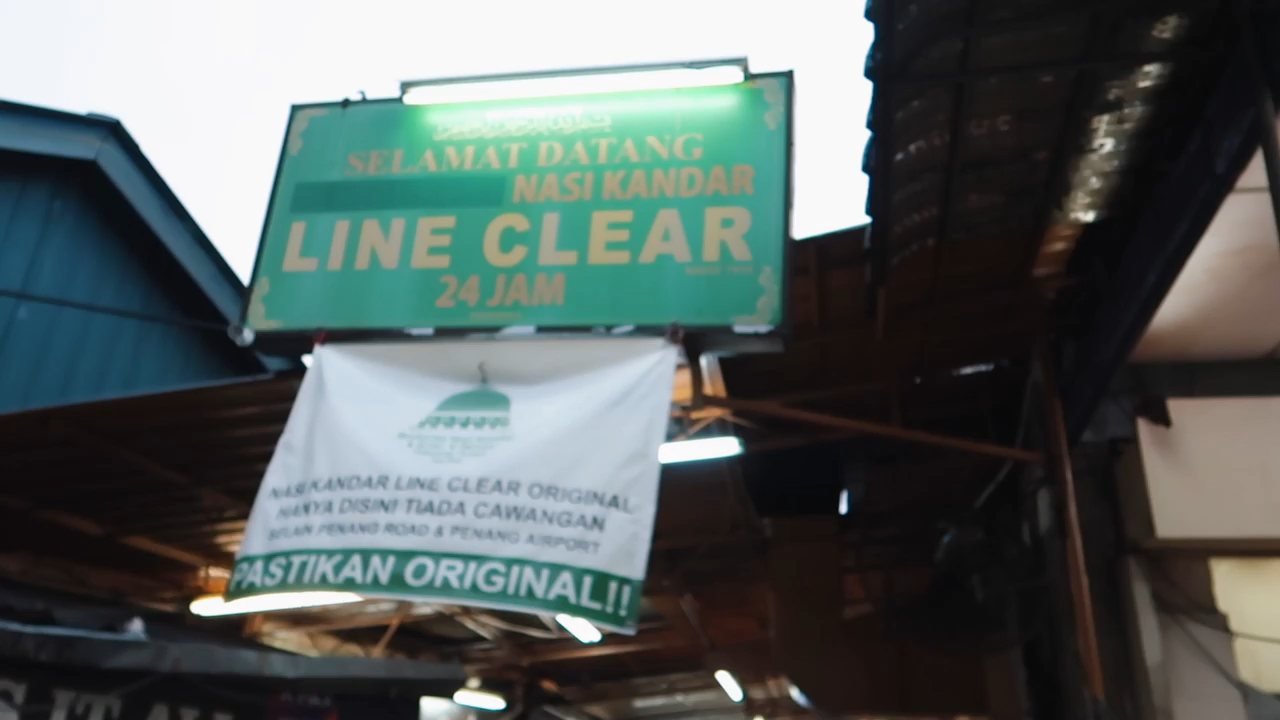 SELAMAT DATANG
NASI KANDAR
LINE CLEAR
24 JAM
NASI KANDAR LINE CLEAR ORIGINAL
HANYA DISINI TIADA CAWANGAN
SELAIN PENANG ROAD & PENANG AIRPORT
PASTIKAN ORIGINAL!!